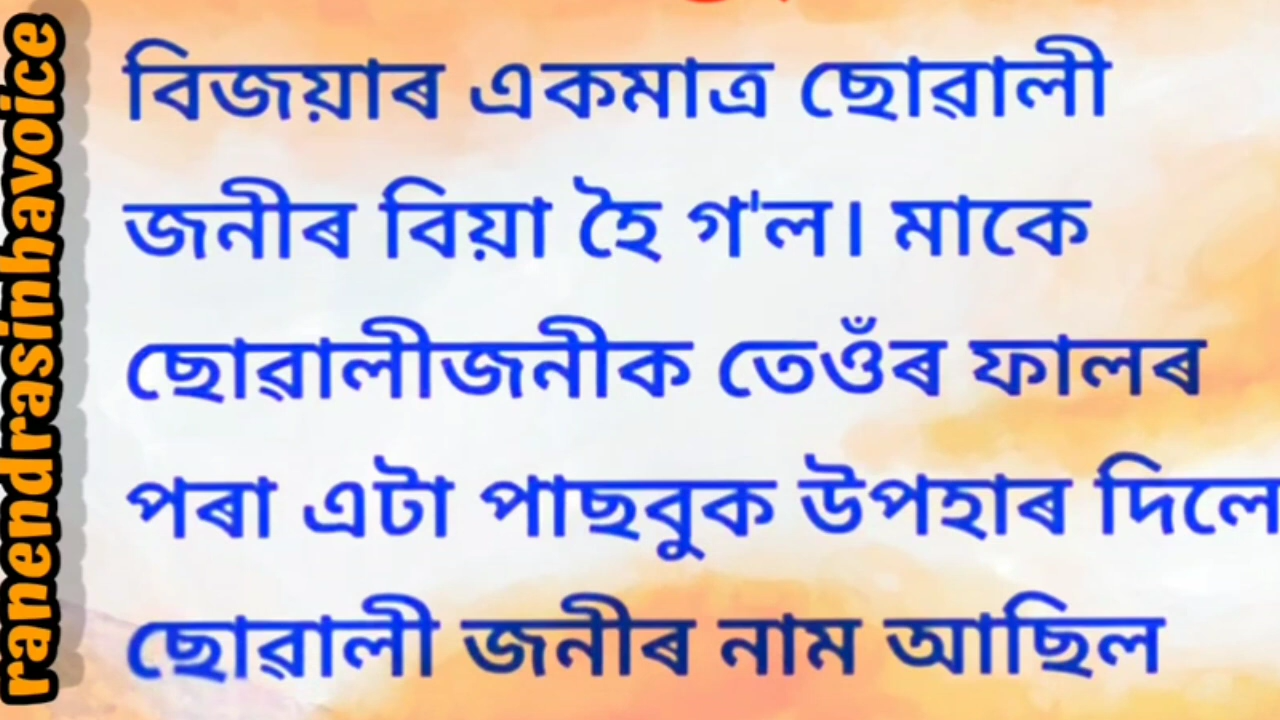 বিজয়াৰ একমাত্ৰ ছোৱালী
জনীৰ বিয়া হৈ গ'ল। মাকে
ছোৱালীজনীক তেওঁৰ ফালৰ
পৰা এটা পাছবুক উপহাৰ দিলে
ছোৱালী জনীৰ নাম আছিল
ranendrasinhavoice